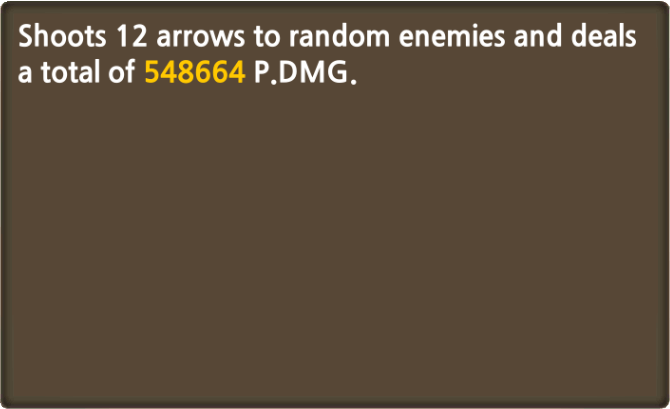 Shoots 12 arrows to random enemies and deals
a total of 548664 P.DMG.